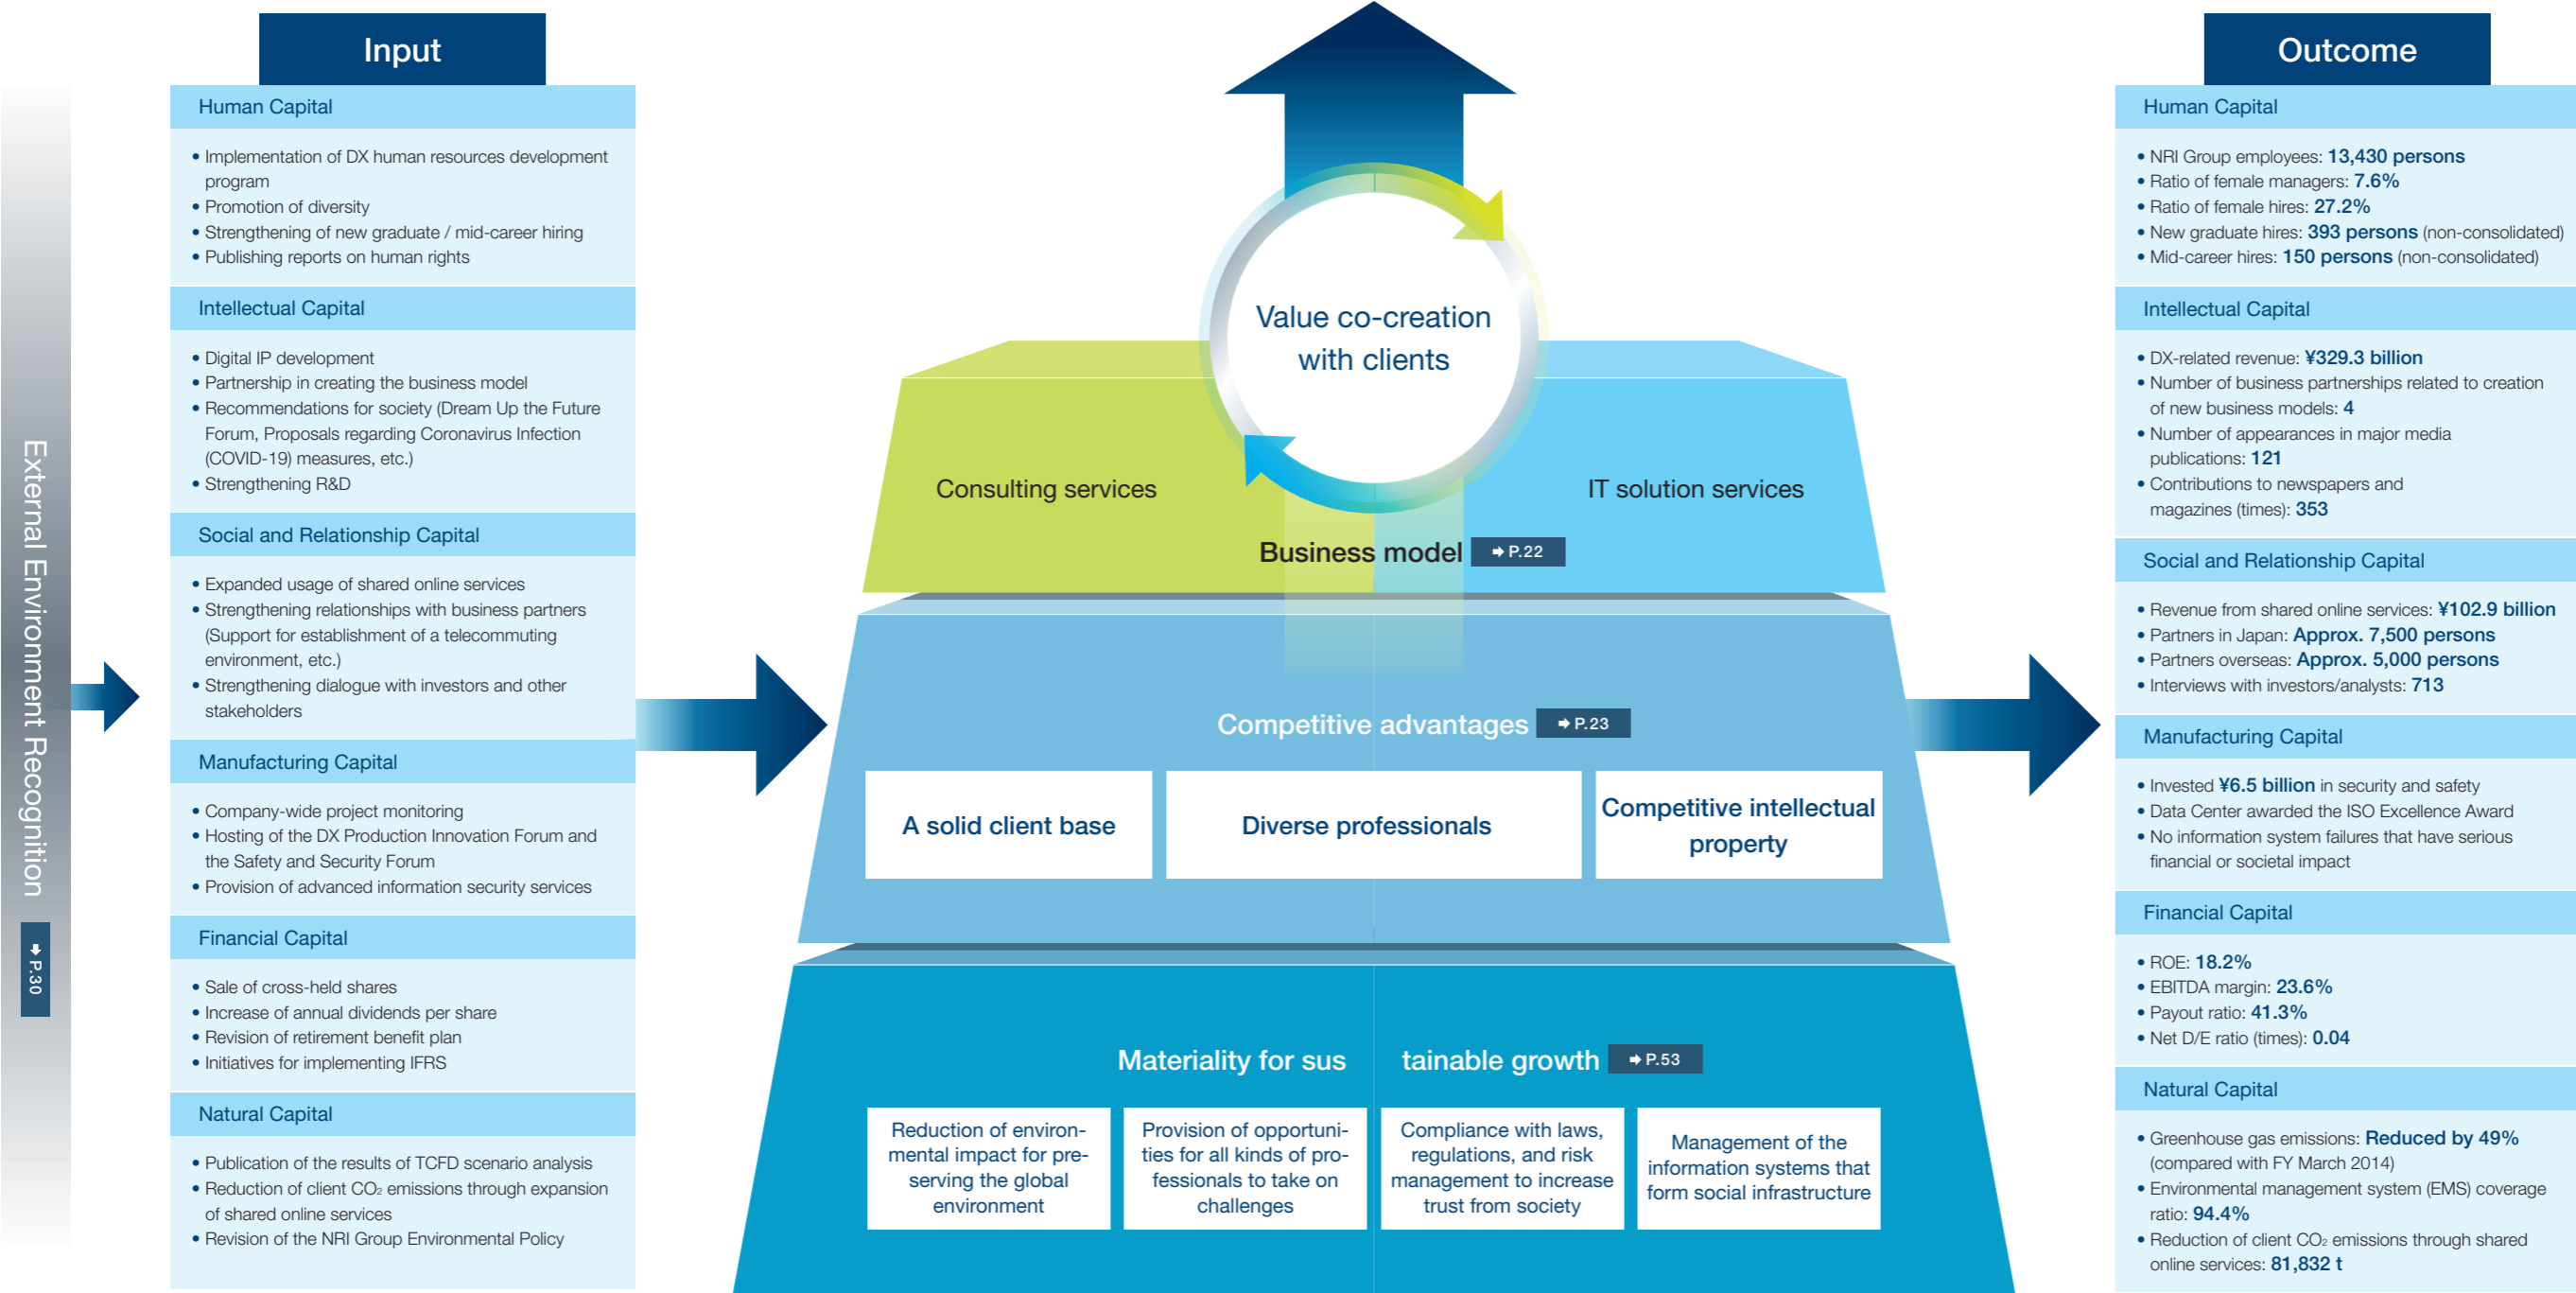 External Environment Recognition
➡ P.30
Input
Human Capital
• Implementation of DX human resources development
program
• Promotion of diversity
• Strengthening of new graduate / mid-career hiring
• Publishing reports on human rights
Intellectual Capital
• Digital IP development
• Partnership in creating the business model
• Recommendations for society (Dream Up the Future
Forum, Proposals regarding Coronavirus Infection
(COVID-19) measures, etc.)
• Strengthening R&D
Social and Relationship Capital
• Expanded usage of shared online services
• Strengthening relationships with business partners
(Support for establishment of a telecommuting
environment, etc.)
• Strengthening dialogue with investors and other
stakeholders
Manufacturing Capital
• Company-wide project monitoring
• Hosting of the DX Production Innovation Forum and
the Safety and Security Forum
• Provision of advanced information security services
Financial Capital
• Sale of cross-held shares
• Increase of annual dividends per share
• Revision of retirement benefit plan
• Initiatives for implementing IFRS
Natural Capital
• Publication of the results of TCFD scenario analysis
• Reduction of client CO₂ emissions through expansion
of shared online services
• Revision of the NRI Group Environmental Policy
Value co-creation
with clients
Consulting services
IT solution services
Business model ➡ P.22
Competitive advantages ➡ P.23
A solid client base
Diverse professionals
Competitive intellectual
property
Materiality for sus tainable growth ➡ P.53
Reduction of environ-
mental impact for pre-
serving the global
environment
Provision of opportuni-
ties for all kinds of pro-
fessionals to take on
challenges
Compliance with laws,
regulations, and risk
management to increase
trust from society
Management of the
information systems that
form social infrastructure
Outcome
Human Capital
• NRI Group employees: 13,430 persons
• Ratio of female managers: 7.6%
• Ratio of female hires: 27.2%
• New graduate hires: 393 persons (non-consolidated)
• Mid-career hires: 150 persons (non-consolidated)
Intellectual Capital
• DX-related revenue: ¥329.3 billion
• Number of business partnerships related to creation
of new business models: 4
• Number of appearances in major media
publications: 121
• Contributions to newspapers and
magazines (times): 353
Social and Relationship Capital
• Revenue from shared online services: ¥102.9 billion
• Partners in Japan: Approx. 7,500 persons
• Partners overseas: Approx. 5,000 persons
• Interviews with investors/analysts: 713
Manufacturing Capital
• Invested ¥6.5 billion in security and safety
• Data Center awarded the ISO Excellence Award
• No information system failures that have serious
financial or societal impact
Financial Capital
• ROE: 18.2%
• EBITDA margin: 23.6%
• Payout ratio: 41.3%
• Net D/E ratio (times): 0.04
Natural Capital
• Greenhouse gas emissions: Reduced by 49%
(compared with FY March 2014)
• Environmental management system (EMS) coverage
ratio: 94.4%
• Reduction of client CO₂ emissions through shared
online services: 81,832 t